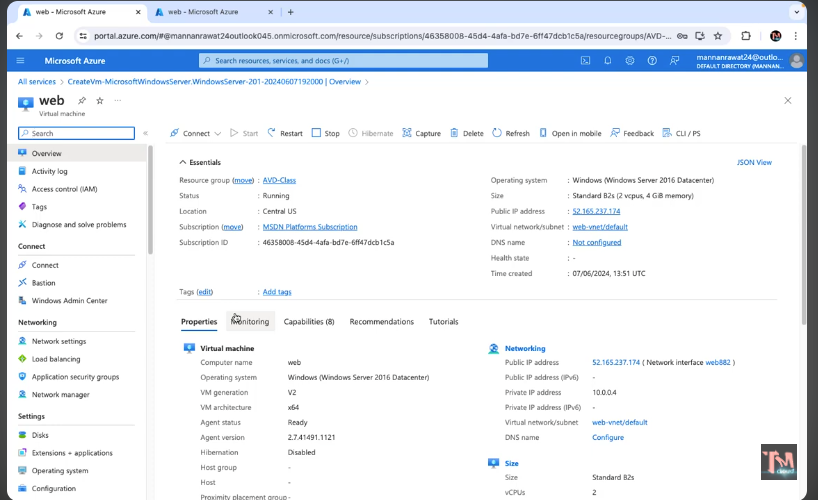 web - Microsoft Azure
web - Microsoft Azure
portal.azure.com/#@mannanrawat24outlook045.onmicrosoft.com/resource/subscriptions/46358008-45d4-4afa-bd7e-6ff47dcb1c5a/resourcegroups/AVD-...
Microsoft Azure
Search resources, services, and docs (G+/)
mannanrawat24@outlo...
DEFAULT DIRECTORY (MANNAN...
All services > CreateVm-MicrosoftWindowsServer.WindowsServer-201-20240607192000 | Overview >
web
Virtual machine
Search
Connect
Start
Restart
Stop
Hibernate
Capture
Delete
Refresh
Open in mobile
Feedback
CLI / PS
Overview
Activity log
Access control (IAM)
Tags
Diagnose and solve problems
Connect
Connect
Bastion
Windows Admin Center
Networking
Network settings
Load balancing
Application security groups
Network manager
Settings
Disks
Extensions + applications
Operating system
Configuration
Essentials
JSON View
Resource group (move) : AVD-Class
Status : Running
Location : Central US
Subscription (move) : MSDN Platforms Subscription
Subscription ID : 46358008-45d4-4afa-bd7e-6ff47dcb1c5a
Operating system : Windows (Windows Server 2016 Datacenter)
Size : Standard B2s (2 vcpus, 4 GiB memory)
Public IP address : 52.165.237.174
Virtual network/subnet : web-vnet/default
DNS name : Not configured
Health state : -
Time created : 07/06/2024, 13:51 UTC
Tags (edit) : Add tags
Properties
Monitoring
Capabilities (8)
Recommendations
Tutorials
Virtual machine
Computer name web
Operating system Windows (Windows Server 2016 Datacenter)
VM generation V2
VM architecture x64
Agent status Ready
Agent version 2.7.41491.1121
Hibernation Disabled
Host group -
Host -
Proximity placement group -
Networking
Public IP address 52.165.237.174 ( Network interface web882 )
Public IP address (IPv6) -
Private IP address 10.0.0.4
Private IP address (IPv6) -
Virtual network/subnet web-vnet/default
DNS name Configure
Size
Size Standard B2s
vCPUs 2
TM
cloud